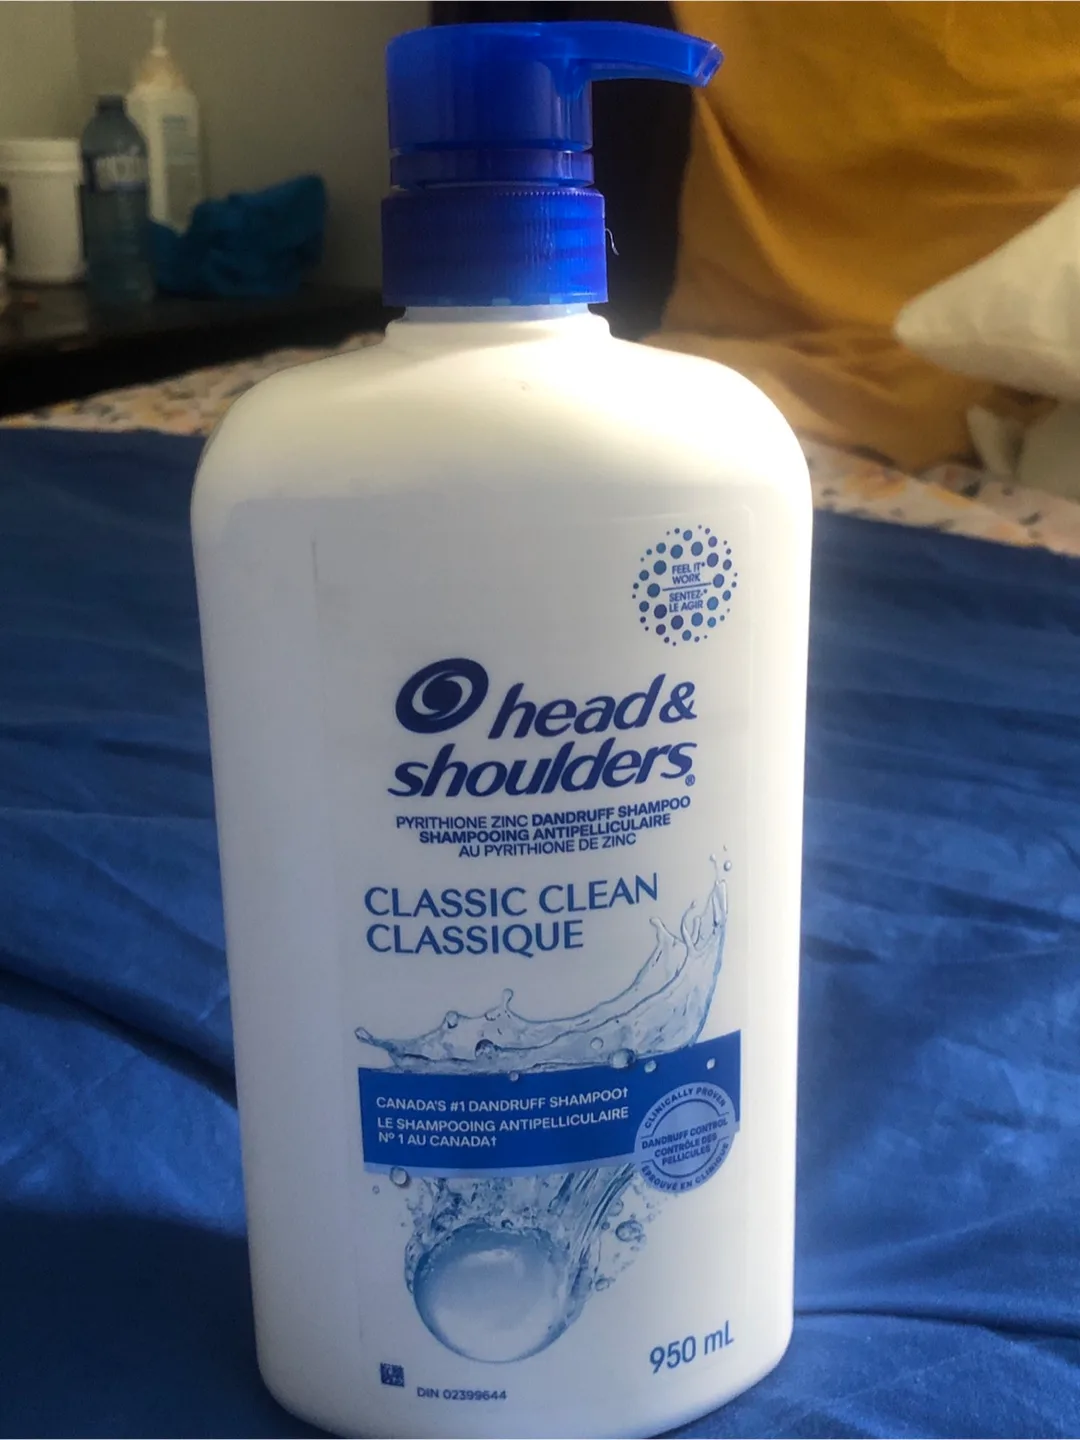 FEEL IT*
WORK
SENTEZ-*
LE AGIR
head &
shoulders®
PYRITHIONE ZINC DANDRUFF SHAMPOO
SHAMPOOING ANTIPELLICULAIRE
AU PYRITHIONE DE ZINC
CLASSIC CLEAN
CLASSIQUE
CANADA'S #1 DANDRUFF SHAMPOO†
LE SHAMPOOING ANTIPELLICULAIRE
Nº 1 AU CANADA†
CLINICALLY PROVEN
DANDRUFF CONTROL
CONTRÔLE DES
PELLICULES
ÉPROUVÉ EN CLINIQUE
950 mL
DIN 02399644